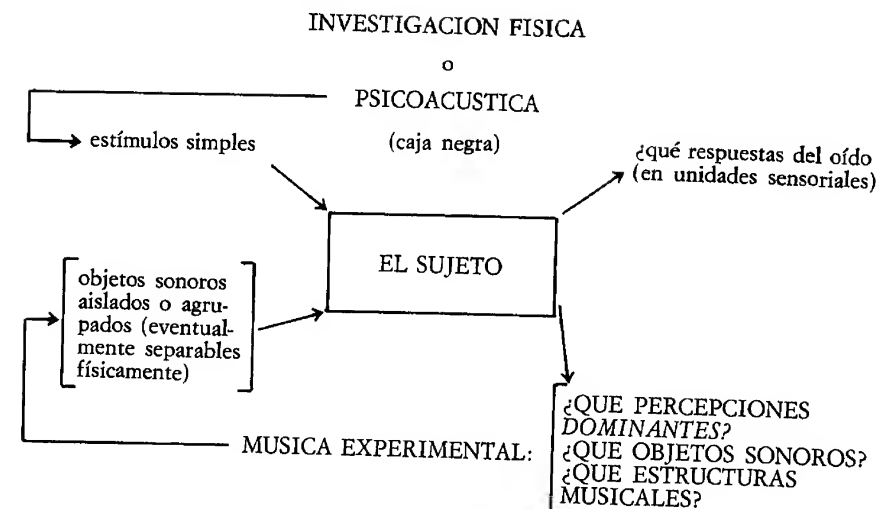 INVESTIGACION FISICA
o
PSICOACUSTICA
(caja negra)
estímulos simples
¿qué respuestas del oído
(en unidades sensoriales)
EL SUJETO
objetos sonoros
aislados o agru-
pados (eventual-
mente separables
físicamente)
MUSICA EXPERIMENTAL:
¿QUE PERCEPCIONES
DOMINANTES?
¿QUE OBJETOS SONOROS?
¿QUE ESTRUCTURAS
MUSICALES?